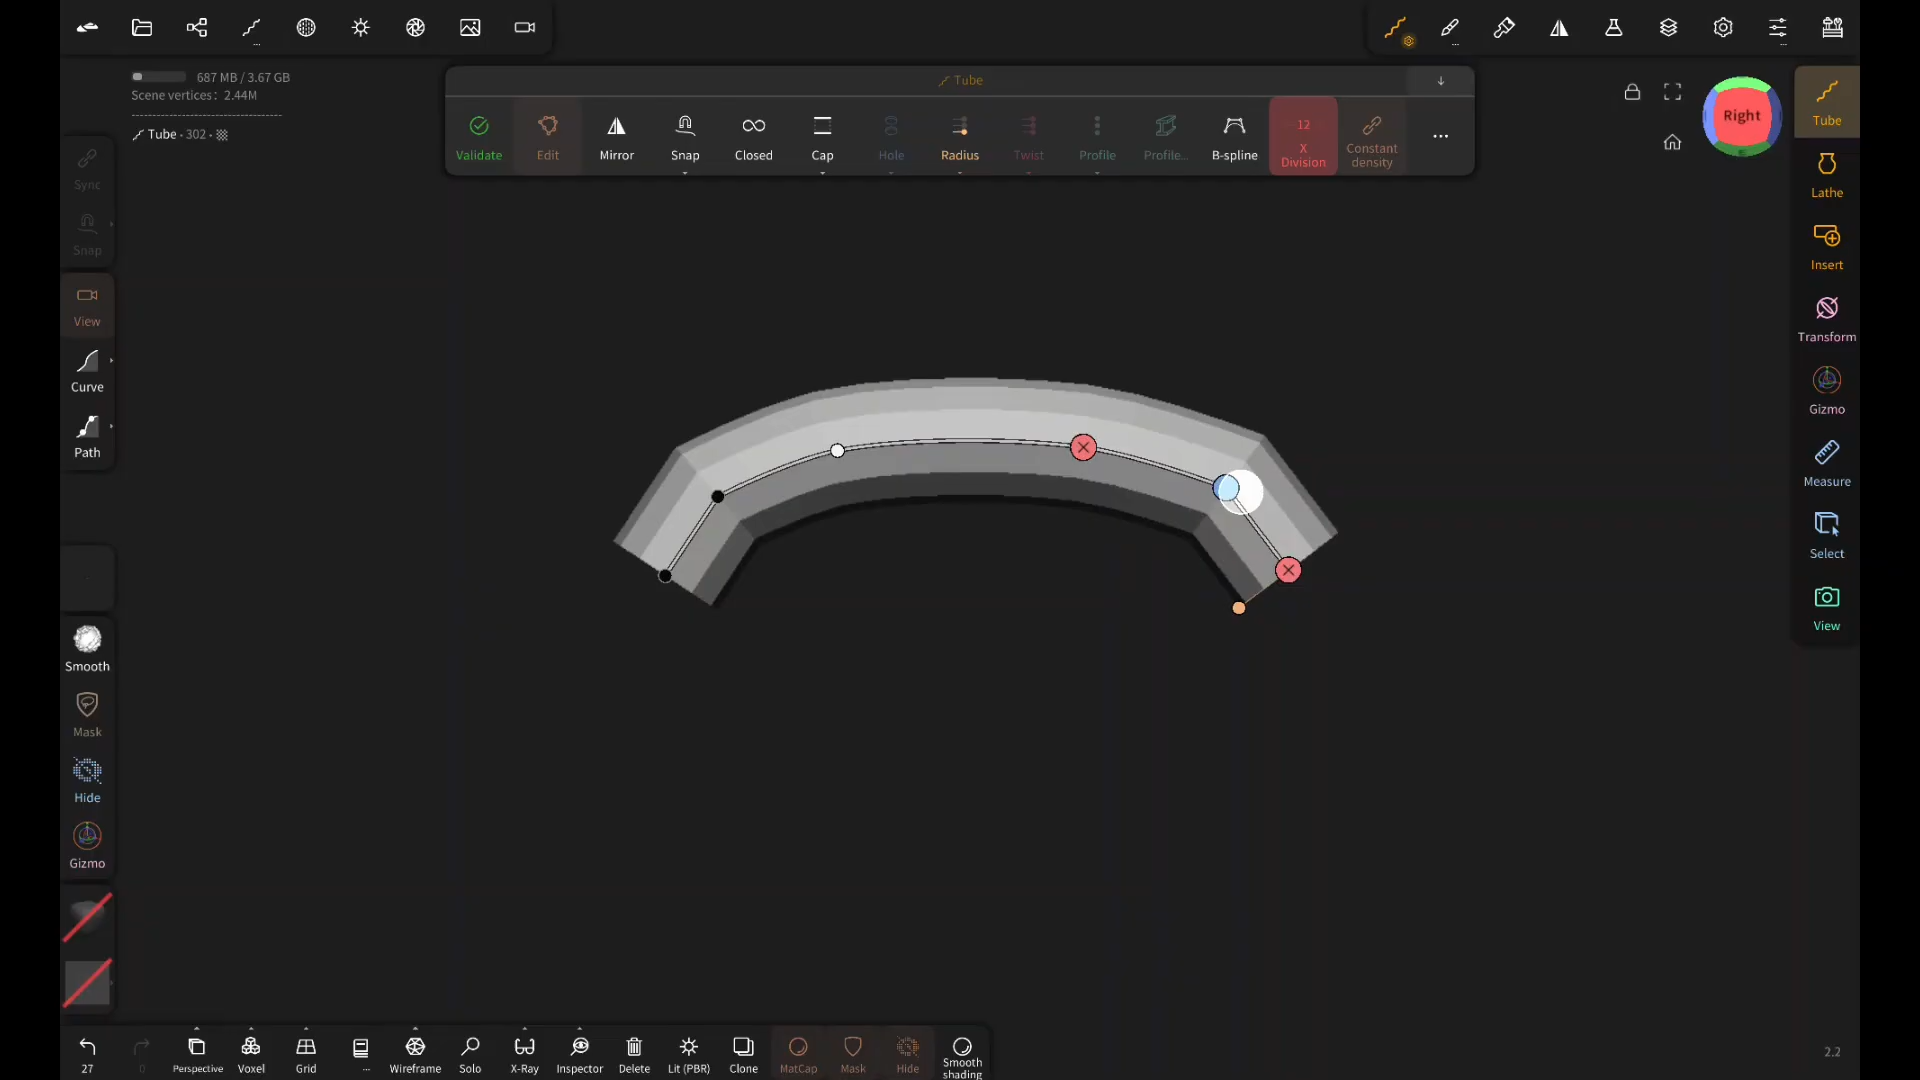 687 MB / 3.67 GB
Scene vertices: 2.44M
Tube - 302 -
Tube
Validate
Edit
Mirror
Snap
Closed
Cap
Hole
Radius
Twist
Profile
Profile...
B-spline
12
X
Division
Constant
density
...
Right
Tube
Lathe
Insert
Transform
Gizmo
Measure
Select
View
Sync
Snap
View
Curve
Path
Smooth
Mask
Hide
Gizmo
27
0
Perspective
Voxel
Grid
...
Wireframe
Solo
X-Ray
Inspector
Delete
Lit (PBR)
Clone
MatCap
Mask
Hide
Smooth
shading
2.2